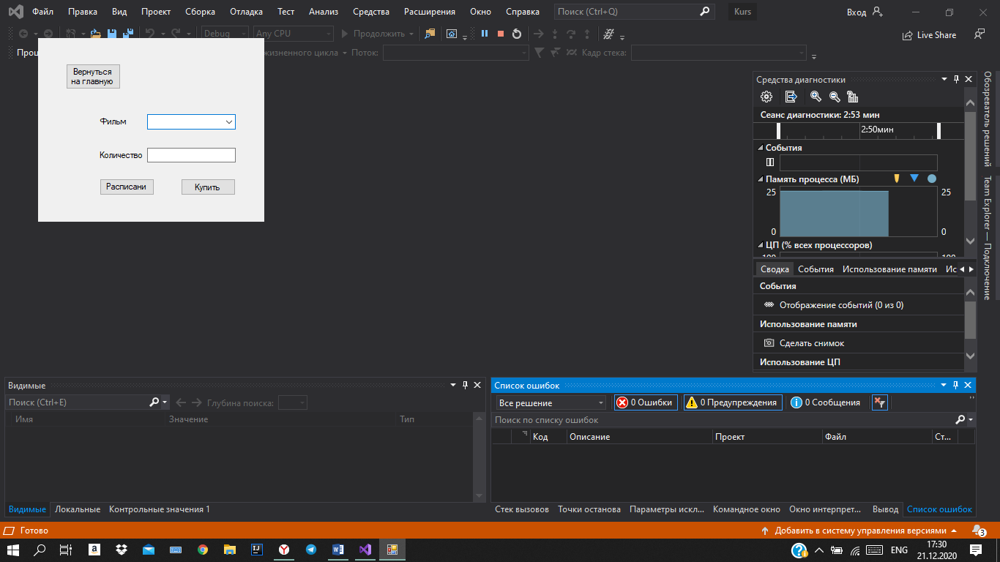 Файл Правка Вид Проект Сборка Отладка Тест Анализ Средства Расширения Окно Справка Поиск (Ctrl+Q) Kurs Вход
Debug Any CPU Продолжить Live Share
жизненного цикла Поток: Кадр стека:
Вернуться
на главную
Фильм
Количество
Расписани Купить
Средства диагностики
Сеанс диагностики: 2:53 мин
2:50мин
События
Память процесса (МБ)
25 25
0 0
ЦП (% всех процессоров)
100 100
Сводка События Использование памяти Ис
События
Отображение событий (0 из 0)
Использование памяти
Сделать снимок
Использование ЦП
Обозреватель решений
Team Explorer — Подключение
Видимые
Поиск (Ctrl+E) Глубина поиска:
Имя Значение Тип
Видимые Локальные Контрольные значения 1
Список ошибок
Все решение 0 Ошибки 0 Предупреждения 0 Сообщения
Поиск по списку ошибок
Код Описание Проект Файл Ст...
Стек вызовов Точки останова Параметры искл... Командное окно Окно интерпрет... Вывод Список ошибок
Готово Добавить в систему управления версиями 3
ENG 17:30
21.12.2020